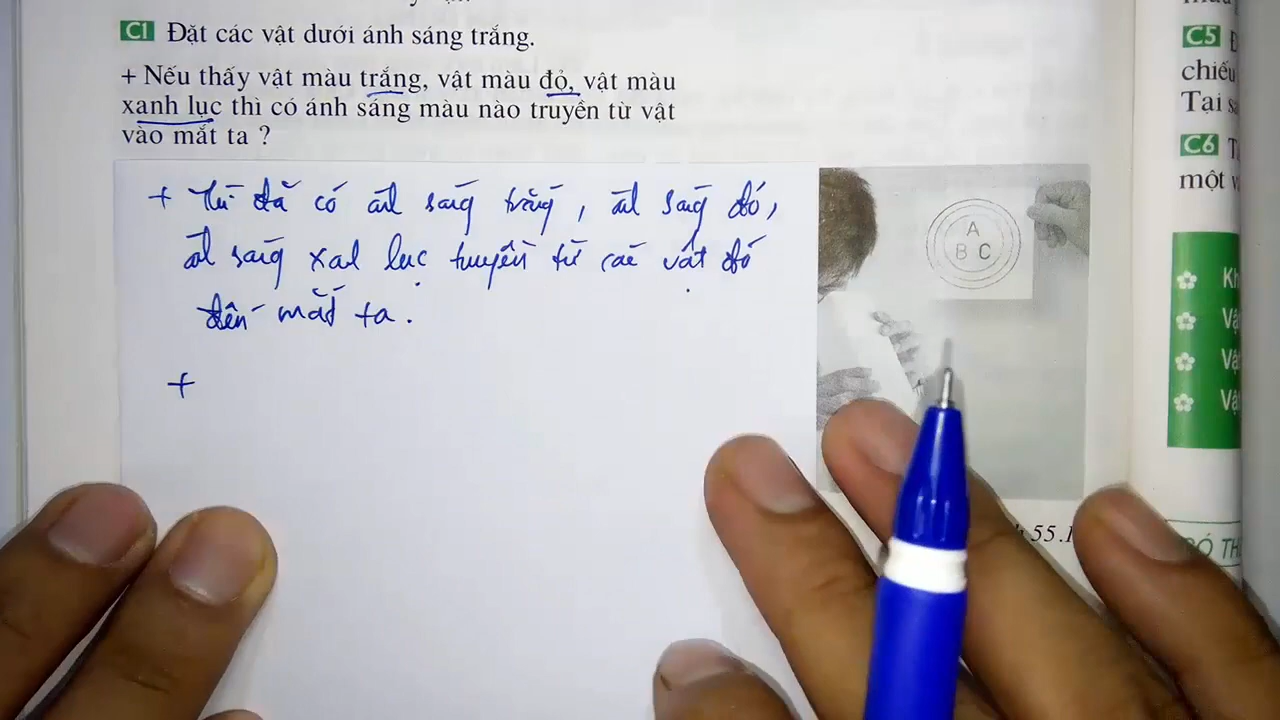 C1 Đặt các vật dưới ánh sáng trắng.
+ Nếu thấy vật màu trắng, vật màu đỏ, vật màu
xanh lục thì có ánh sáng màu nào truyền từ vật
vào mắt ta ?
+ thì đã có ánh sáng trắng, ánh sáng đỏ,
ánh sáng xanh lục truyền từ các vật đó
đến mắt ta.
+
A
B C
55.1
C5
chiếu
Tại
C6
một